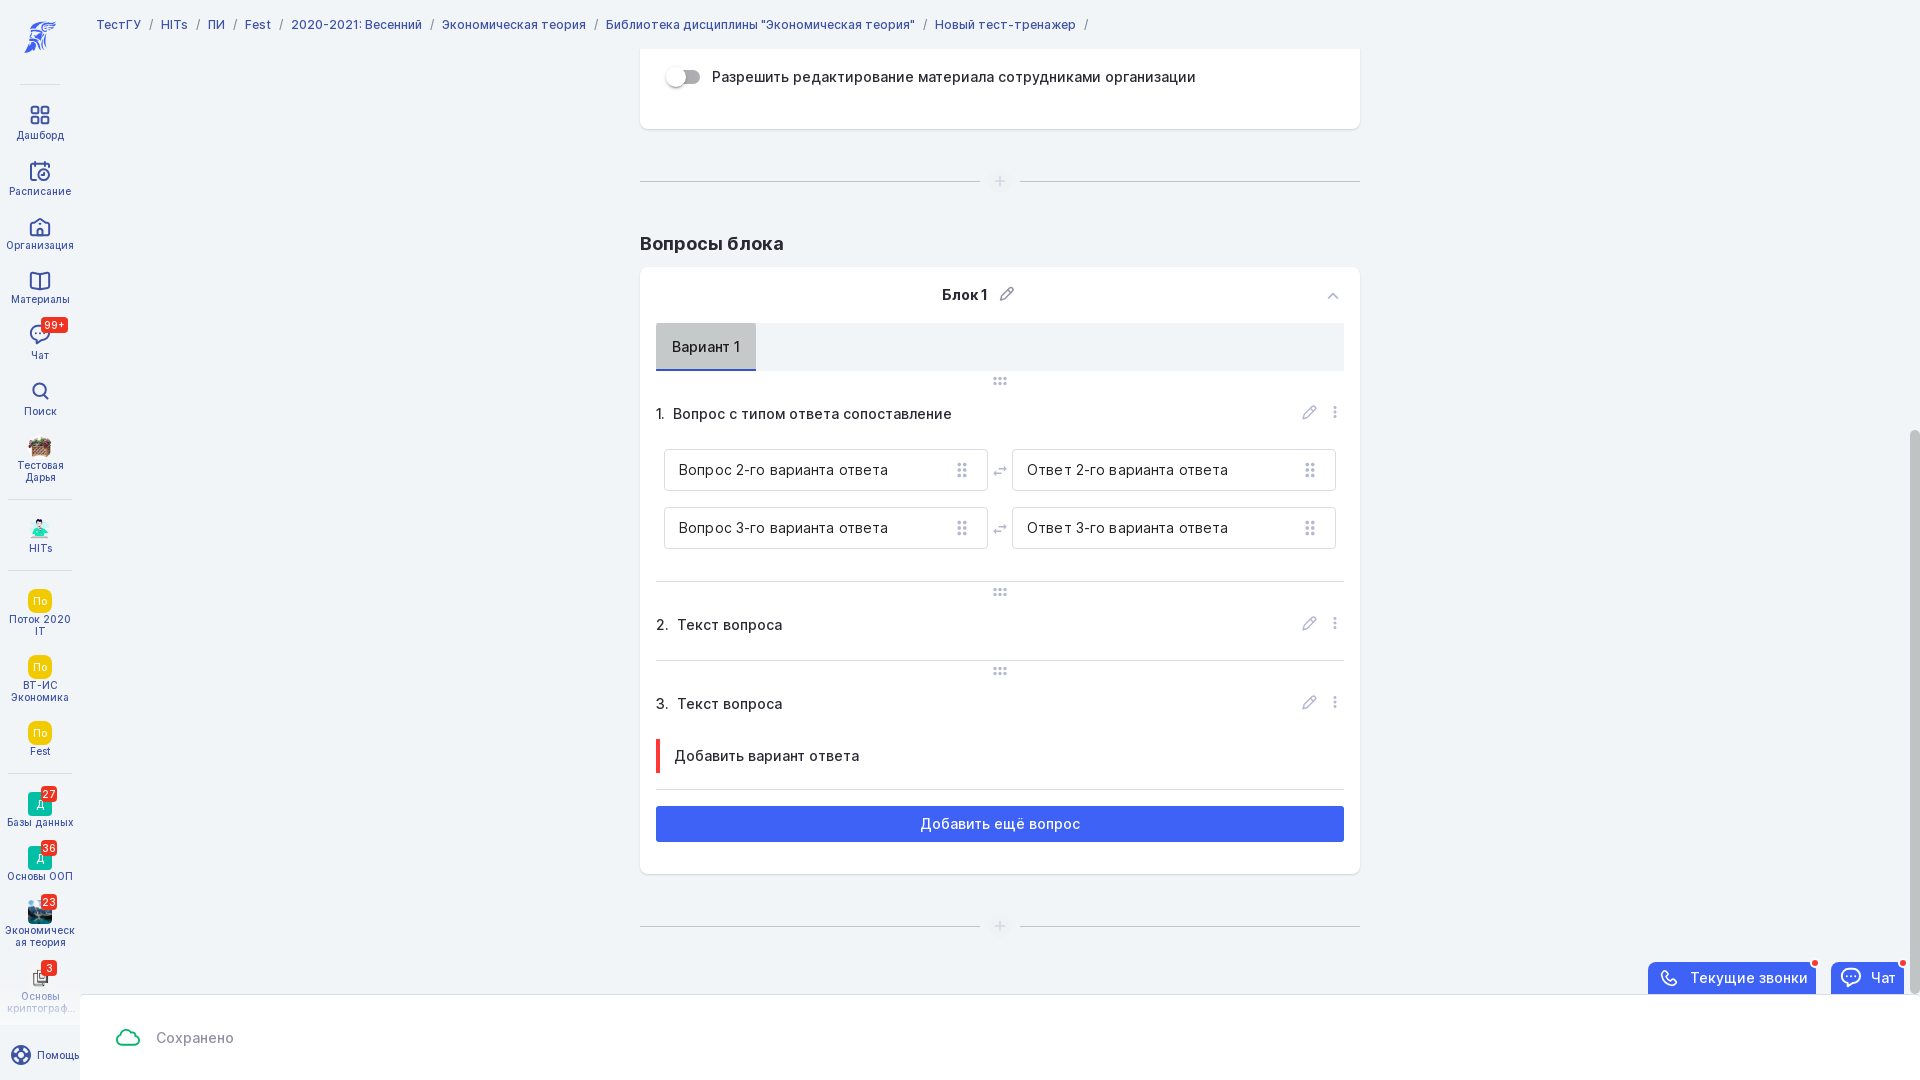 ТестГУ / HITs / ПИ / Fest / 2020-2021: Весенний / Экономическая теория / Библиотека дисциплины "Экономическая теория" / Новый тест-тренажер /
Дашборд
Расписание
Организация
Материалы
99+
Чат
Поиск
Тестовая
Дарья
HITs
По
Поток 2020
IT
По
ВТ-ИС
Экономика
По
Fest
27
Д
Базы данных
36
Д
Основы ООП
23
Экономическ
ая теория
3
Основы
криптограф...
Помощь
Разрешить редактирование материала сотрудниками организации
Вопросы блока
Блок 1
Вариант 1
1. Вопрос с типом ответа сопоставление
Вопрос 2-го варианта ответа
Ответ 2-го варианта ответа
Вопрос 3-го варианта ответа
Ответ 3-го варианта ответа
2. Текст вопроса
3. Текст вопроса
Добавить вариант ответа
Добавить ещё вопрос
Текущие звонки
Чат
Сохранено